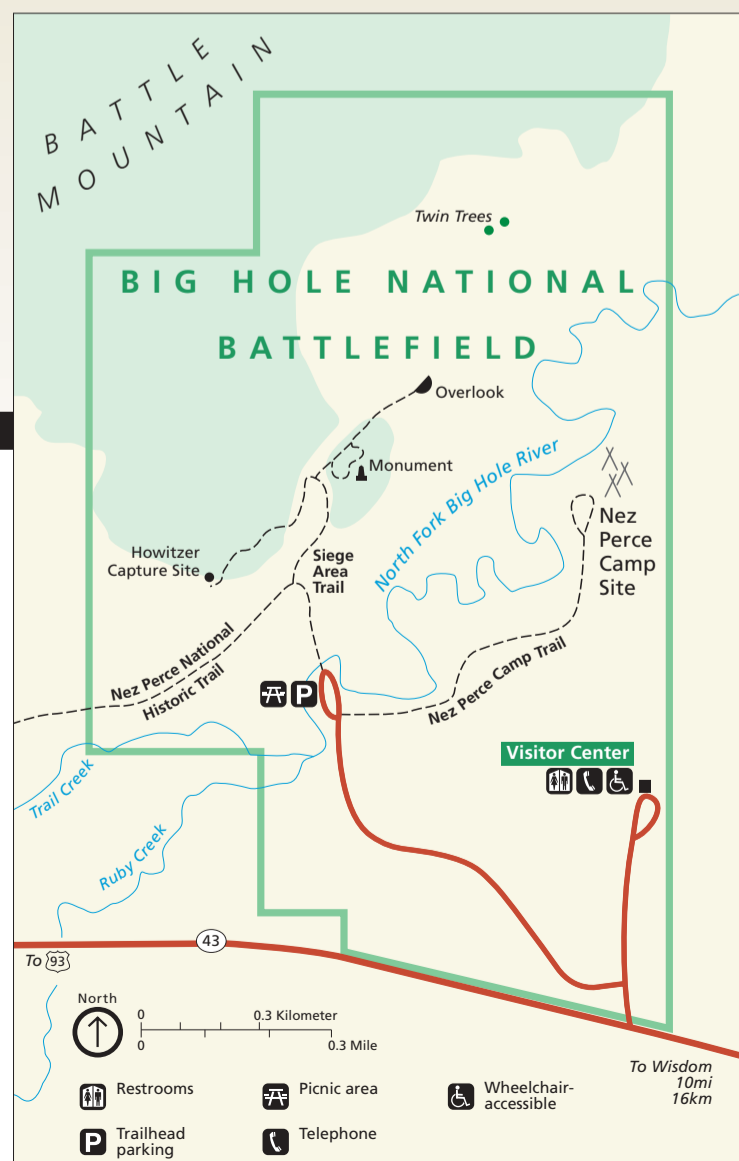 BATTLE
MOUNTAIN
Twin Trees
BIG HOLE NATIONAL
BATTLEFIELD
Overlook
Monument
North Fork Big Hole River
Nez
Perce
Camp
Site
Howitzer
Capture Site
Siege
Area
Trail
Nez Perce National
Historic Trail
Nez Perce Camp Trail
P
Visitor Center
Trail Creek
Ruby Creek
43
To 93
North
0 0.3 Kilometer
0 0.3 Mile
To Wisdom
10mi
16km
Restrooms
Picnic area
Wheelchair-
accessible
P
Trailhead
parking
Telephone